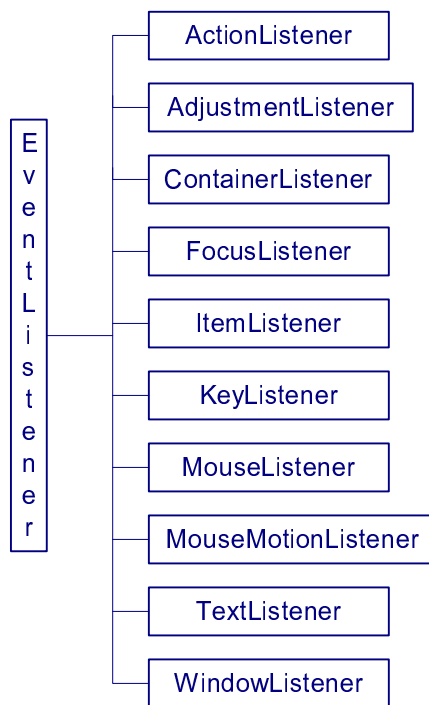 EventListener
ActionListener
AdjustmentListener
ContainerListener
FocusListener
ItemListener
KeyListener
MouseListener
MouseMotionListener
TextListener
WindowListener